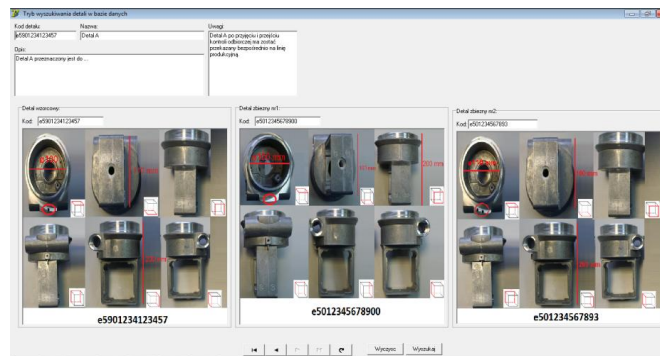 Tryb wyszukiwania detali w bazie danych
Kod detalu:
Nazwa:
Uwagi:
e5901234123457
Detal A
Detal A po przyjęciu i przejściu
kontroli odbiorczej ma zostać
przekazany bezpośrednio na linię
produkcyjną.
Opis:
Detal A przeznaczony jest do ...
Detal wzorcowy:
Detal zbieżny nr1:
Detal zbieżny nr2:
Kod:
e5901234123457
Kod:
e5012345678900
Kod:
e501234567893
200 mm
e5901234123457
e5012345678900
e501234567893
Wyczyść
Wyszukaj